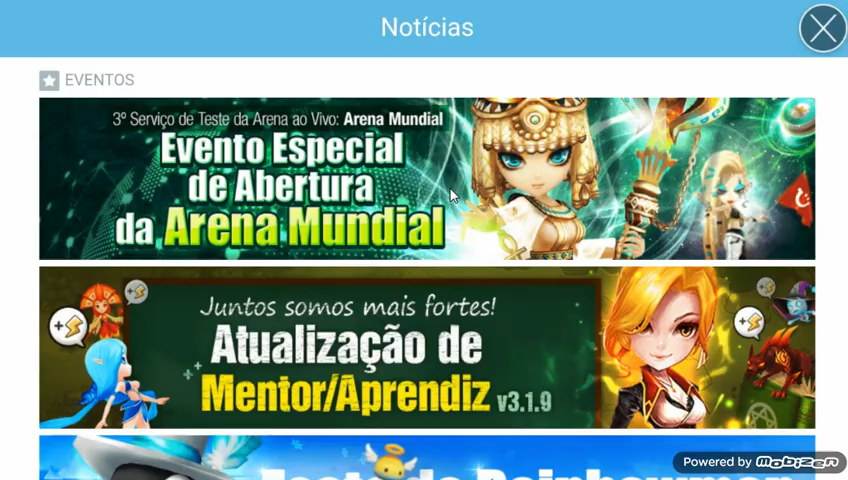 Notícias
EVENTOS
3º Serviço de Teste da Arena ao Vivo: Arena Mundial
Evento Especial
de Abertura
da Arena Mundial
Juntos somos mais fortes!
Atualização de
Mentor/Aprendiz v3.1.9
Powered by Mobizen